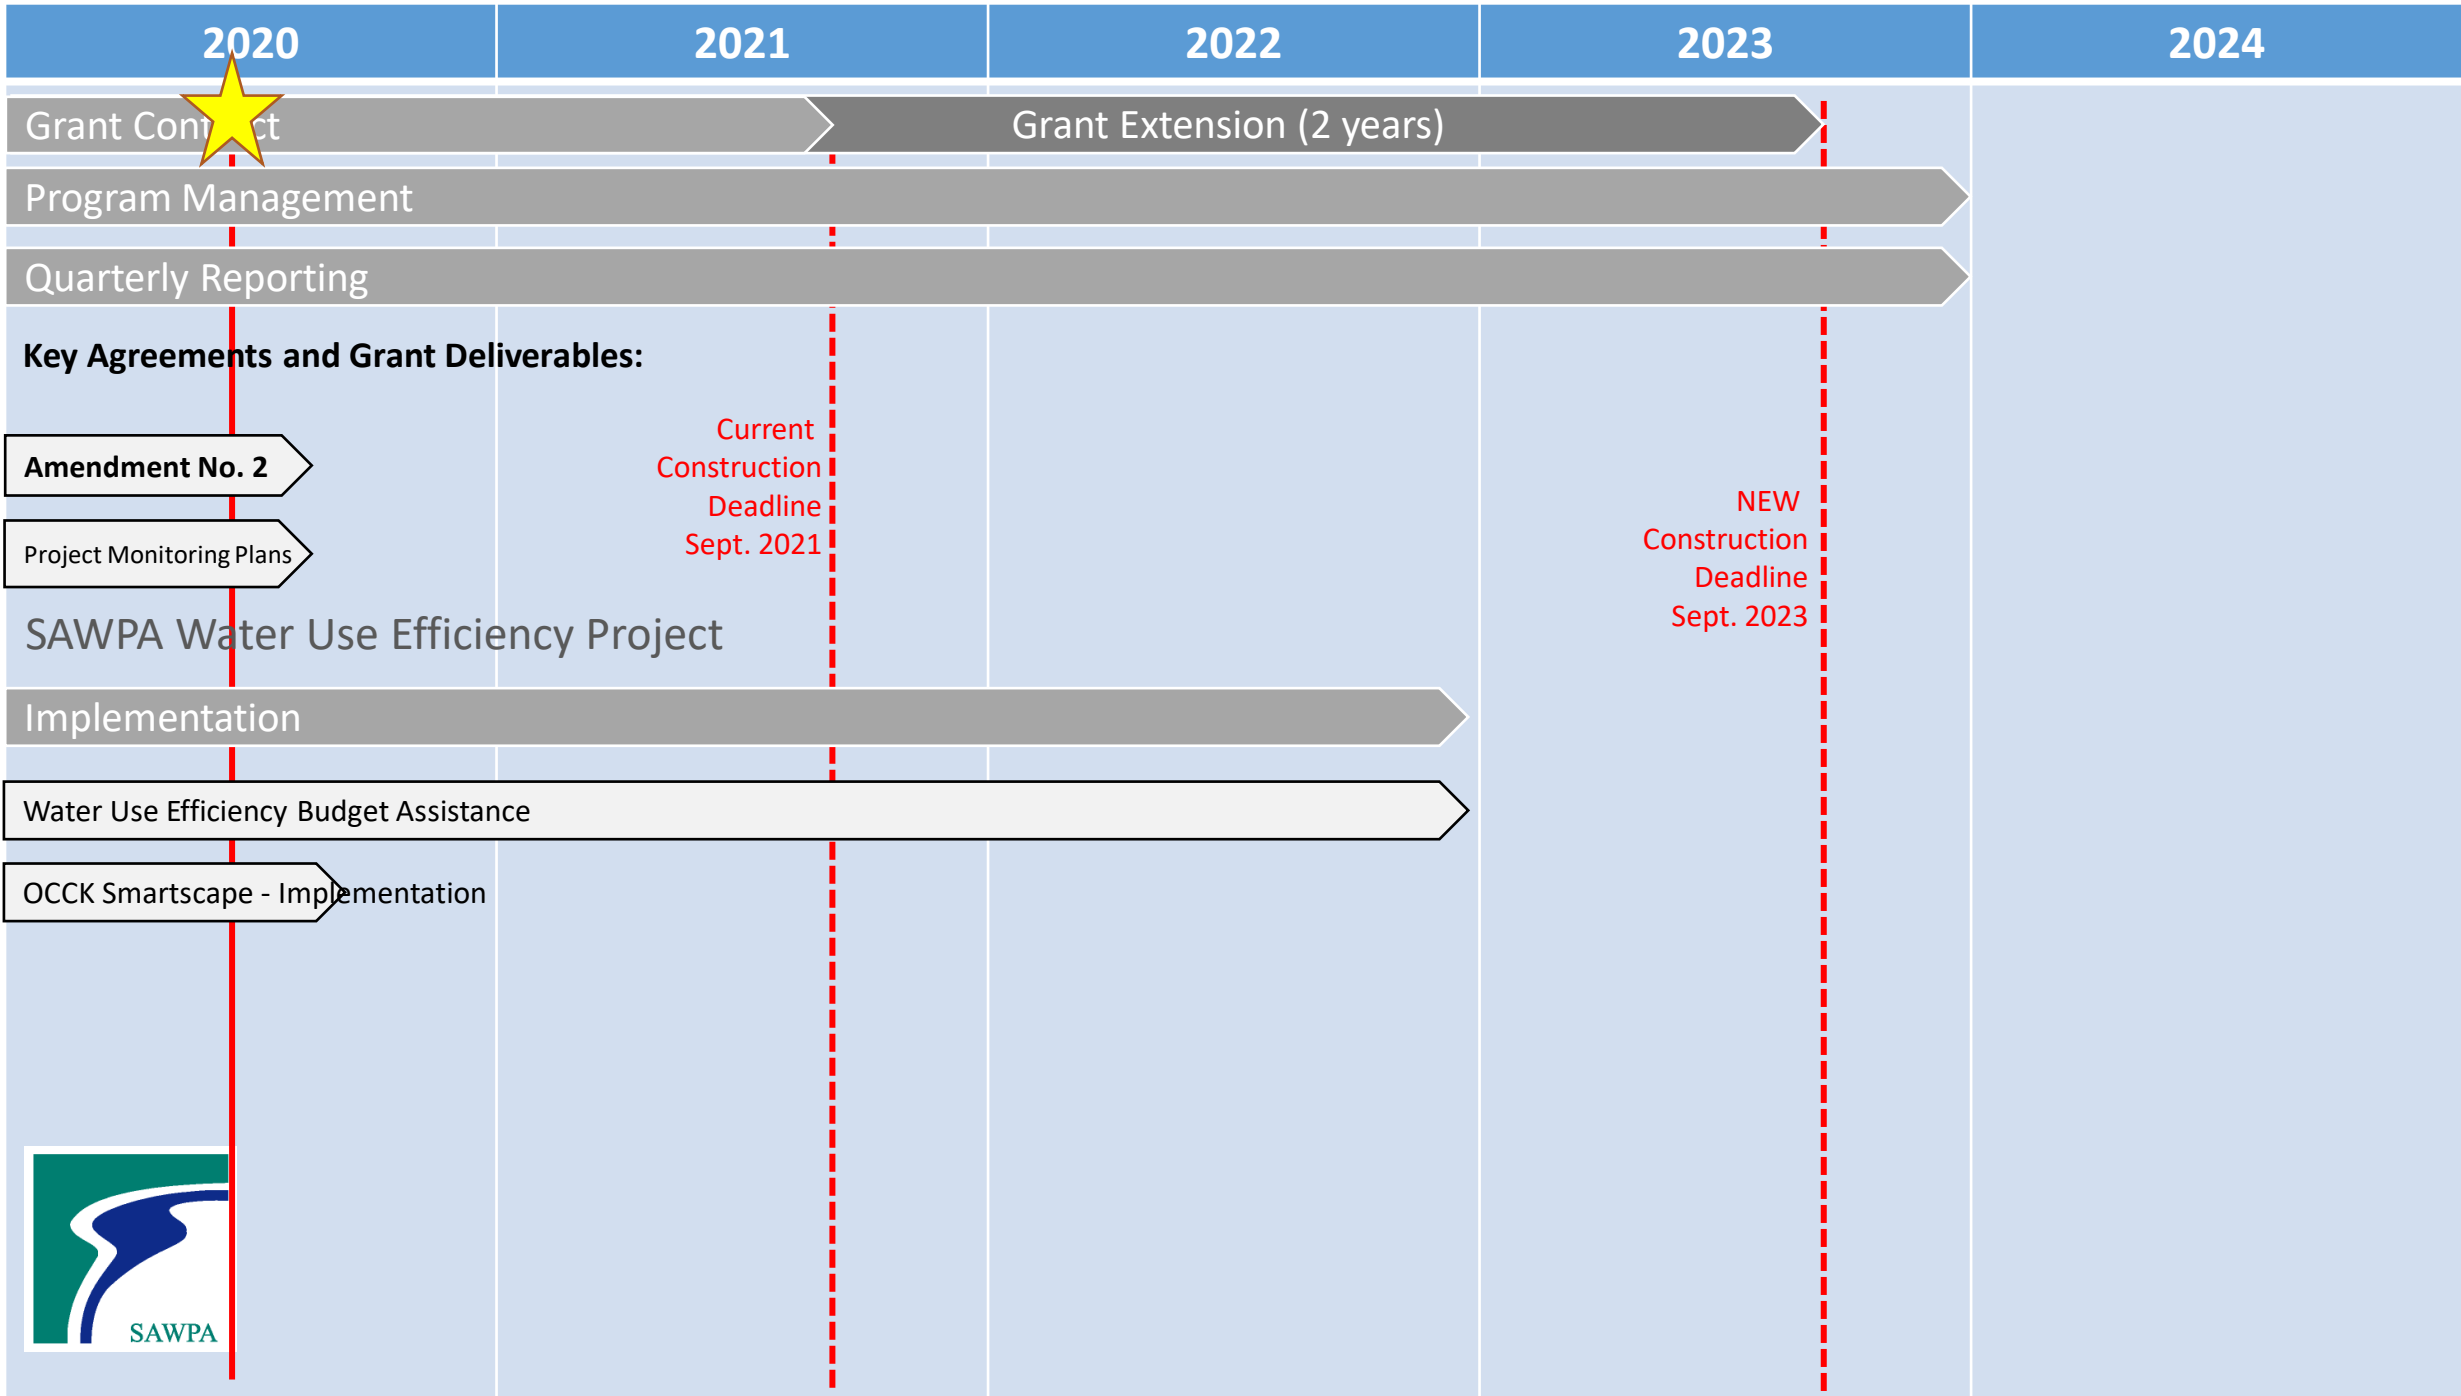 2020 2021 2022 2023 2024
Grant Contract
Grant Extension (2 years)
Program Management
Quarterly Reporting
Key Agreements and Grant Deliverables:
Current
Construction
Deadline
Sept. 2021
Amendment No. 2
NEW
Construction
Deadline
Sept. 2023
Project Monitoring Plans
SAWPA Water Use Efficiency Project
Implementation
Water Use Efficiency Budget Assistance
OCCK Smartscape - Implementation
SAWPA